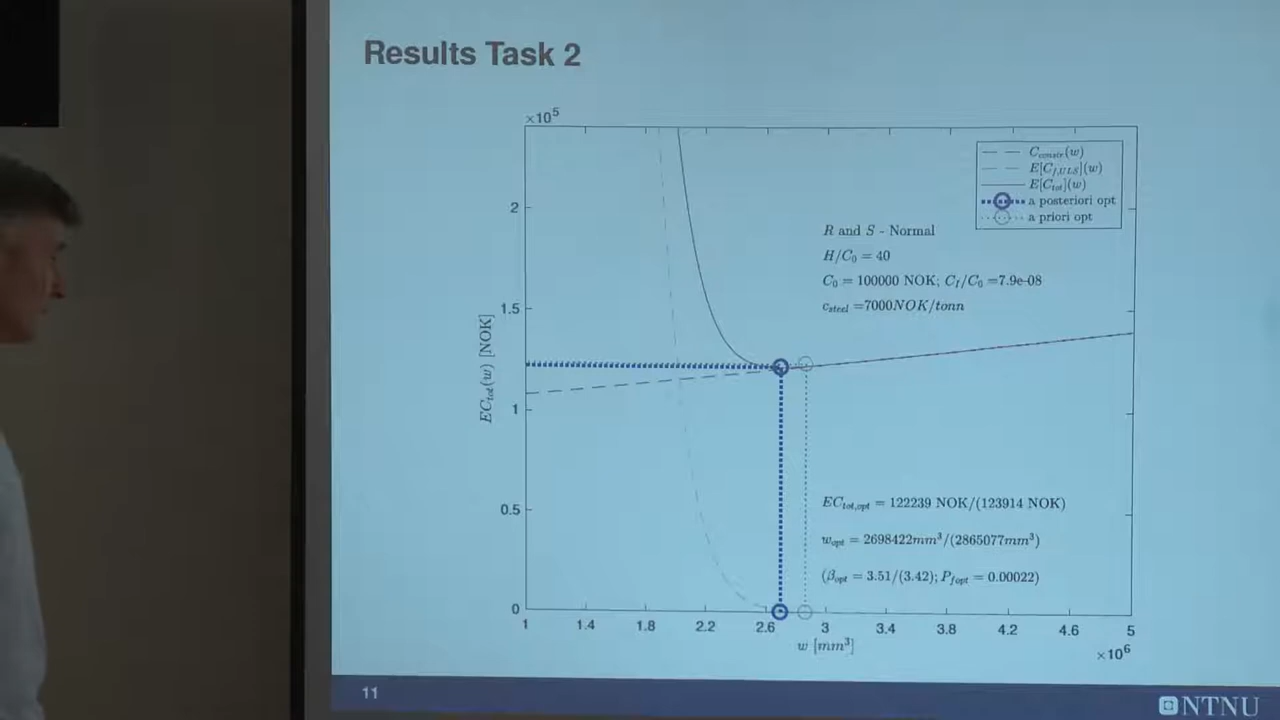 Results Task 2
×10⁵
C_constr(w)
E[C_f,ULS](w)
E[C_tot](w)
a posteriori opt
a priori opt
2
R and S - Normal
H/C₀ = 40
C₀ = 100000 NOK; C_f/C₀ =7.9e-08
c_steel =7000NOK/tonn
1.5
EC_tot(w) [NOK]
1
0.5
EC_tot,opt = 122239 NOK/(123914 NOK)
w_opt = 2698422mm³/(2865077mm³)
(β_opt = 3.51/(3.42); P_fopt = 0.00022)
0
1 1.4 1.8 2.2 2.6 3 3.4 3.8 4.2 4.6 5
w [mm³]
×10⁶
11
NTNU